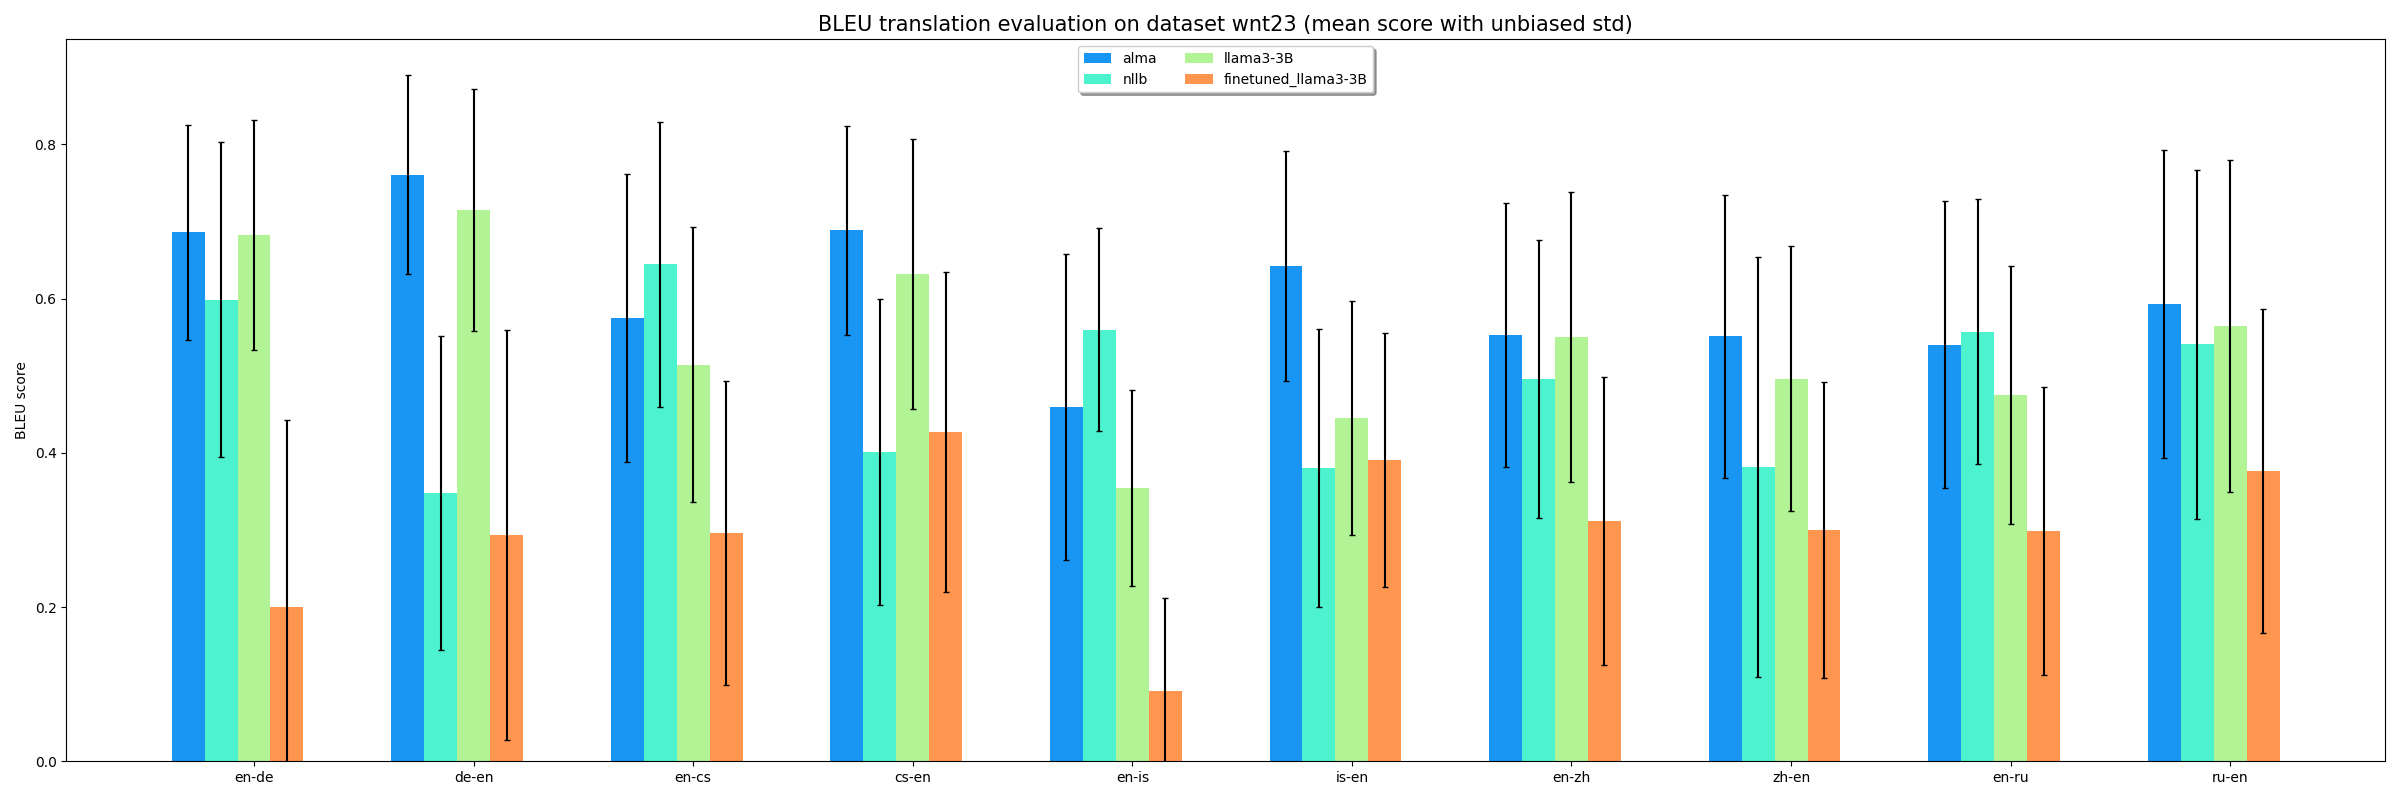 BLEU translation evaluation on dataset wnt23 (mean score with unbiased std)
alma
nllb
llama3-3B
finetuned_llama3-3B
BLEU score
0.8
0.6
0.4
0.2
0.0
en-de
de-en
en-cs
cs-en
en-is
is-en
en-zh
zh-en
en-ru
ru-en